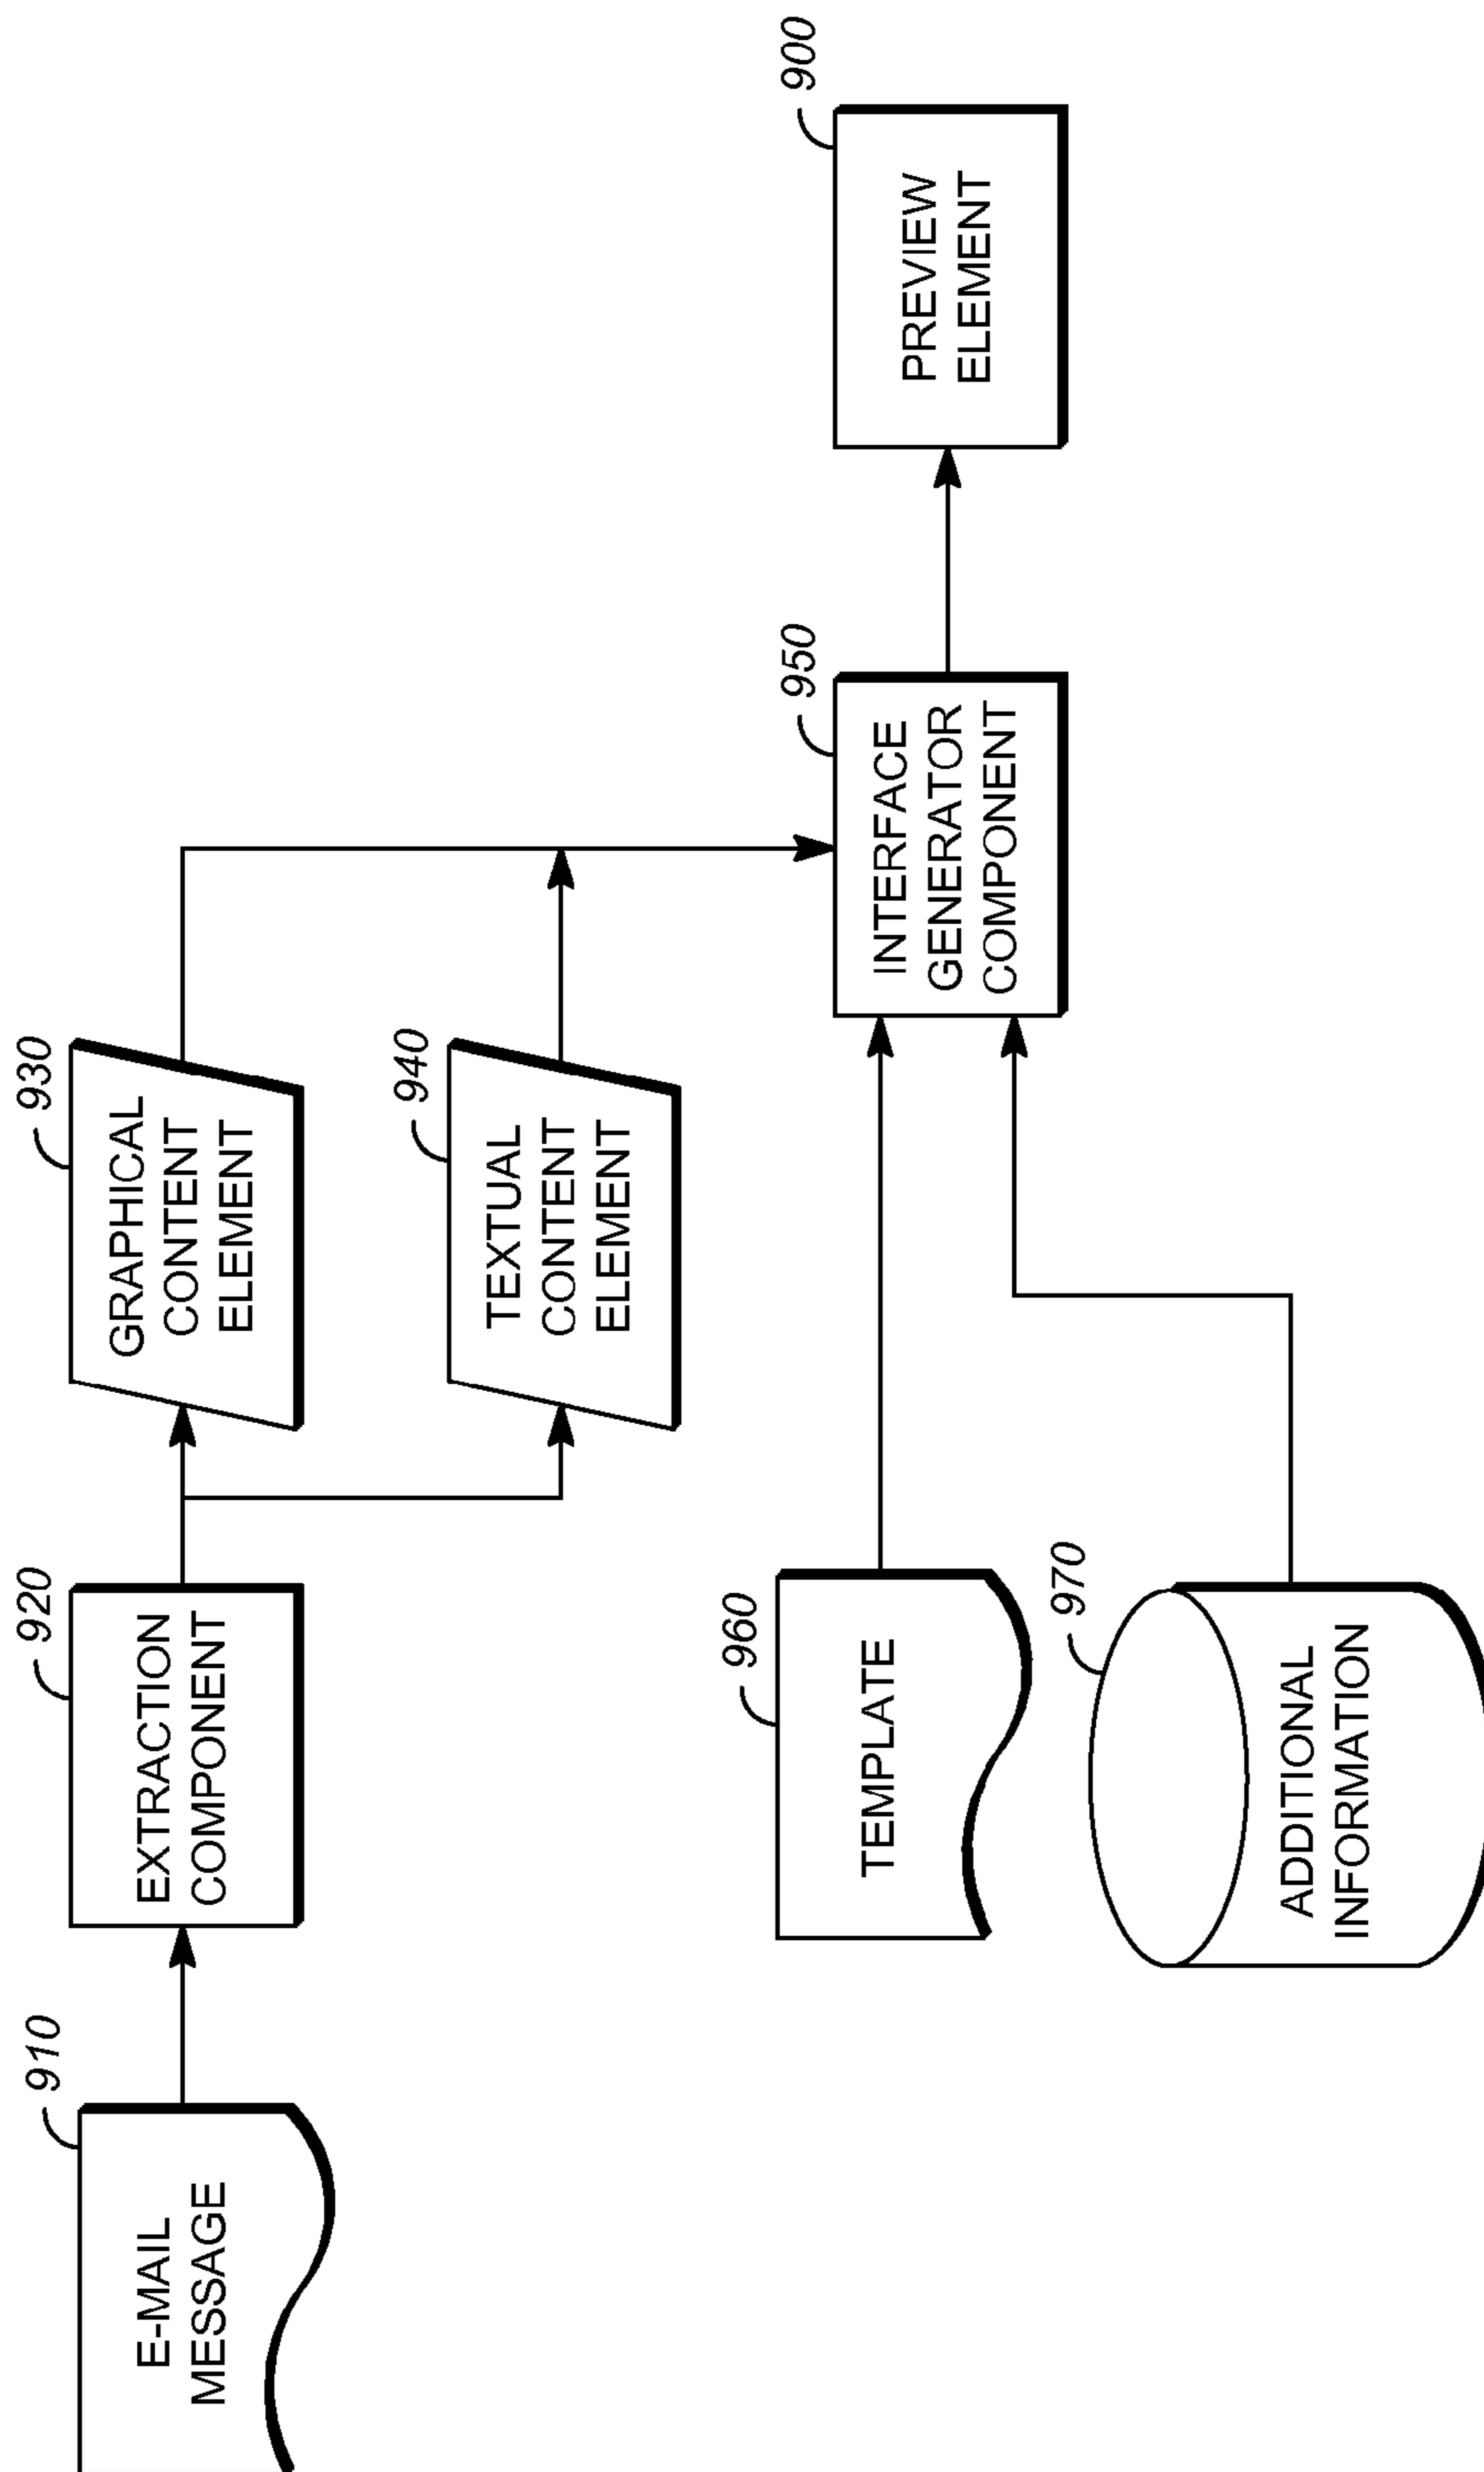 910
E-MAIL
MESSAGE
920
EXTRACTION
COMPONENT
930
GRAPHICAL
CONTENT
ELEMENT
940
TEXTUAL
CONTENT
ELEMENT
960
TEMPLATE
970
ADDITIONAL
INFORMATION
950
INTERFACE
GENERATOR
COMPONENT
900
PREVIEW
ELEMENT